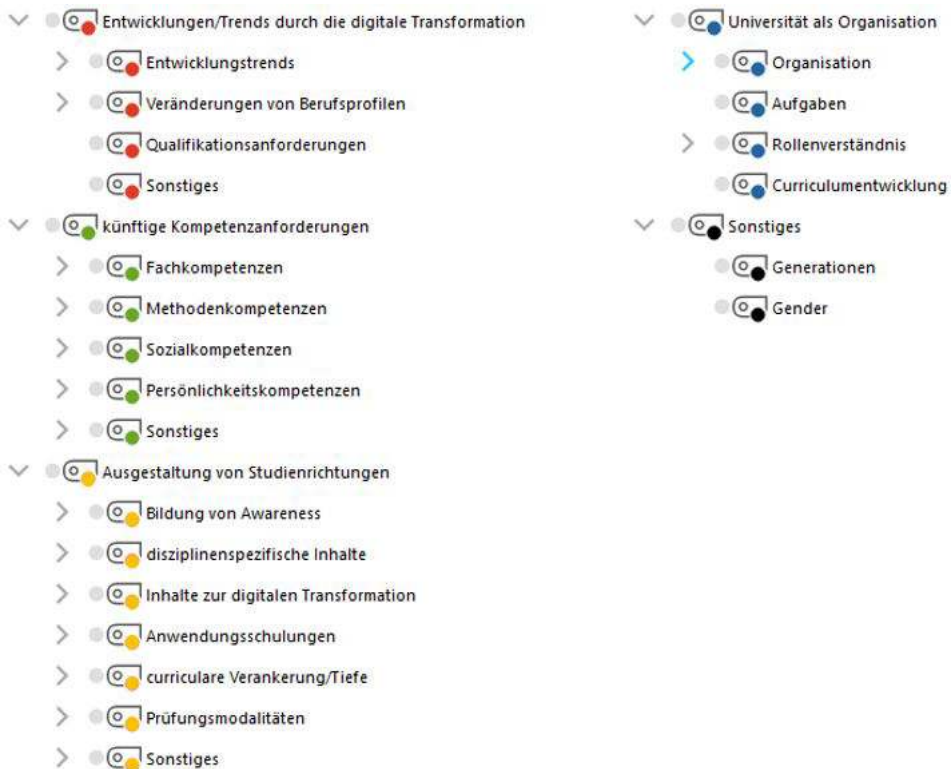 Entwicklungen/Trends durch die digitale Transformation
Entwicklungstrends
Veränderungen von Berufsprofilen
Qualifikationsanforderungen
Sonstiges
künftige Kompetenzanforderungen
Fachkompetenzen
Methodenkompetenzen
Sozialkompetenzen
Persönlichkeitskompetenzen
Sonstiges
Ausgestaltung von Studienrichtungen
Bildung von Awareness
disziplinenspezifische Inhalte
Inhalte zur digitalen Transformation
Anwendungsschulungen
curriculare Verankerung/Tiefe
Prüfungsmodalitäten
Sonstiges
Universität als Organisation
Organisation
Aufgaben
Rollenverständnis
Curriculumentwicklung
Sonstiges
Generationen
Gender